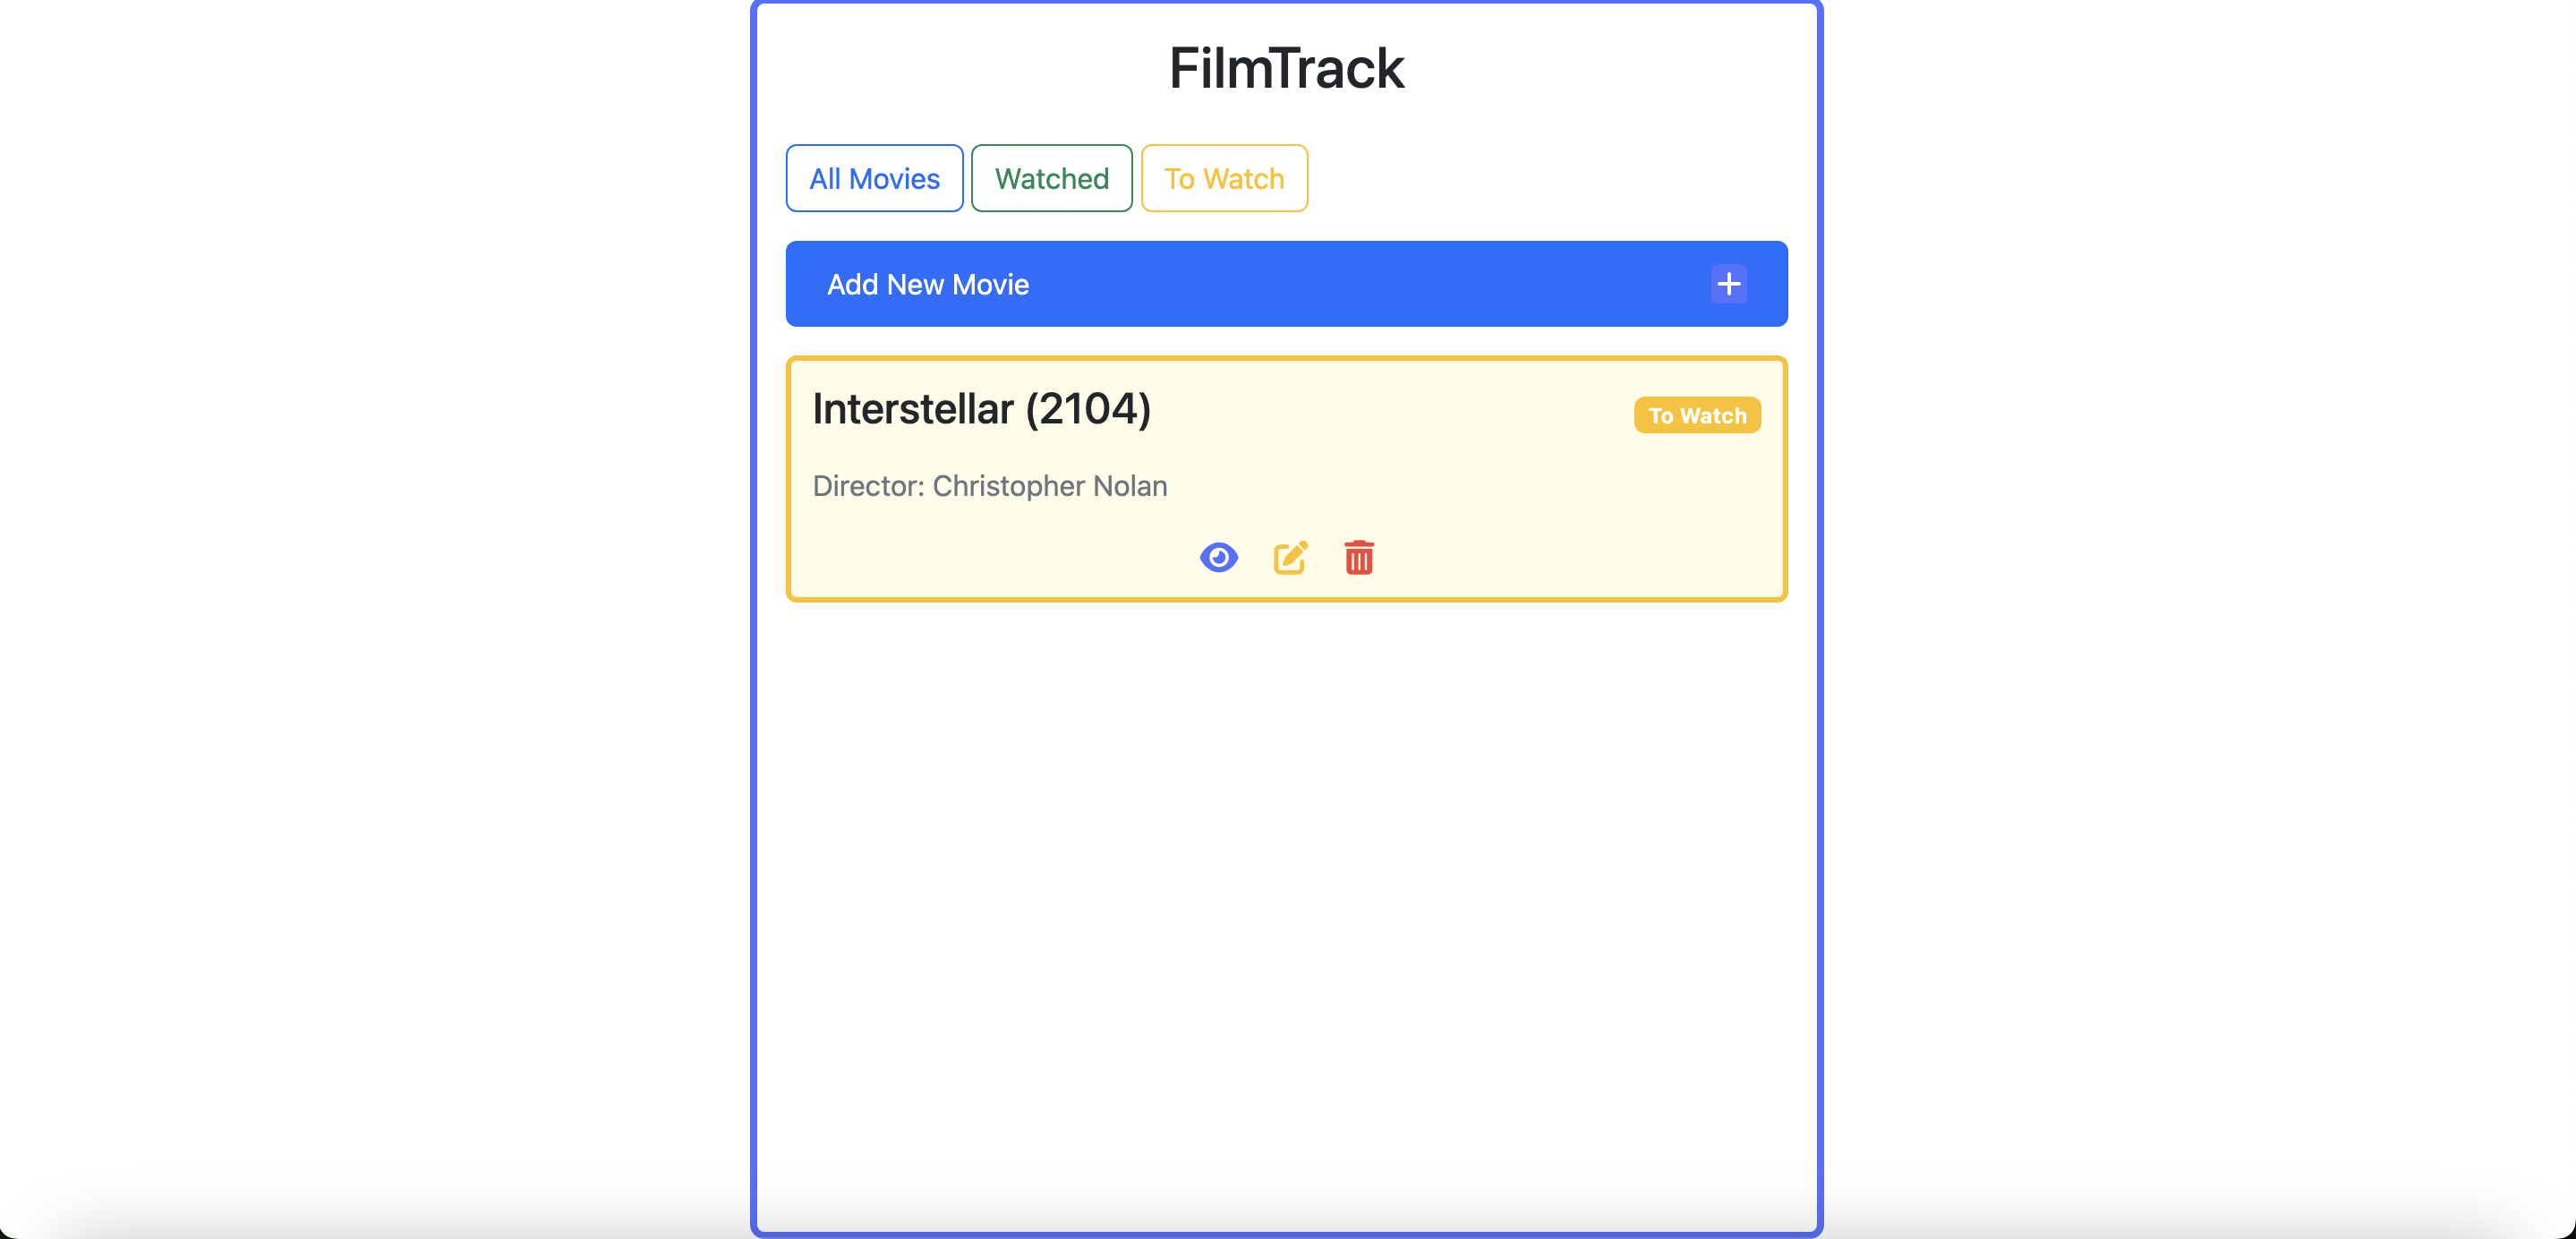 FilmTrack
All Movies Watched To Watch
Add New Movie
Interstellar (2104)
To Watch
Director: Christopher Nolan